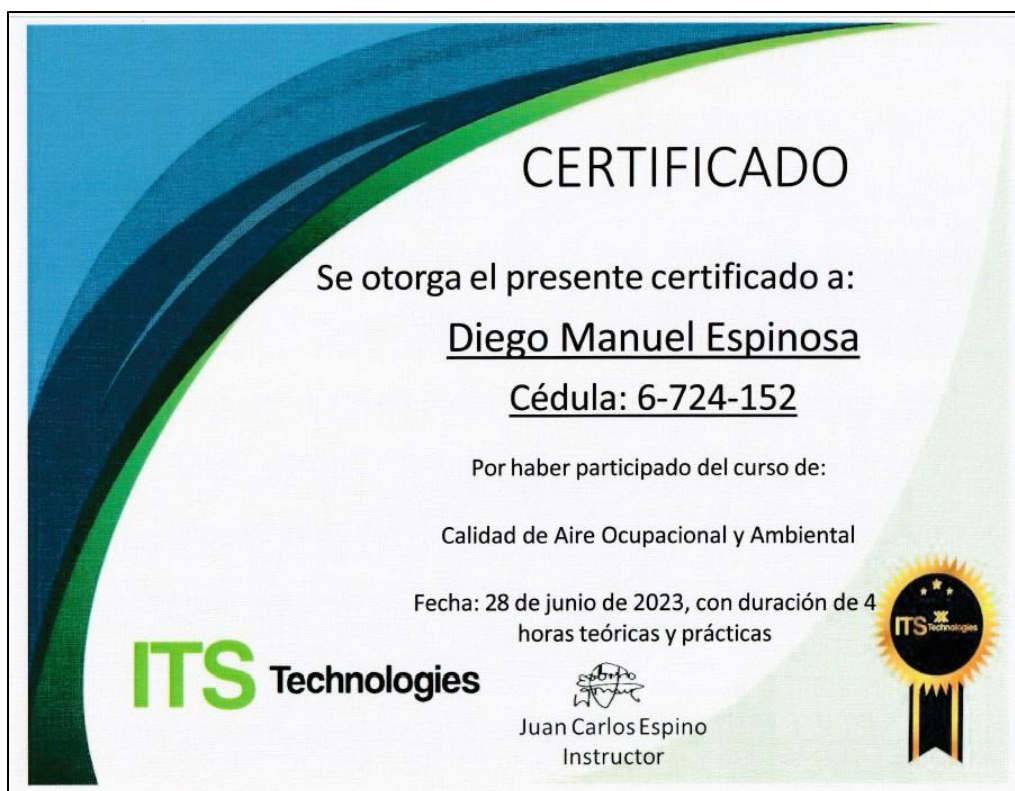 CERTIFICADO
Se otorga el presente certificado a:
Diego Manuel Espinosa
Cédula: 6-724-152
Por haber participado del curso de:
Calidad de Aire Ocupacional y Ambiental
Fecha: 28 de junio de 2023, con duración de 4
horas teóricas y prácticas
ITS Technologies
ITS Technologies
Juan Carlos Espino
Instructor